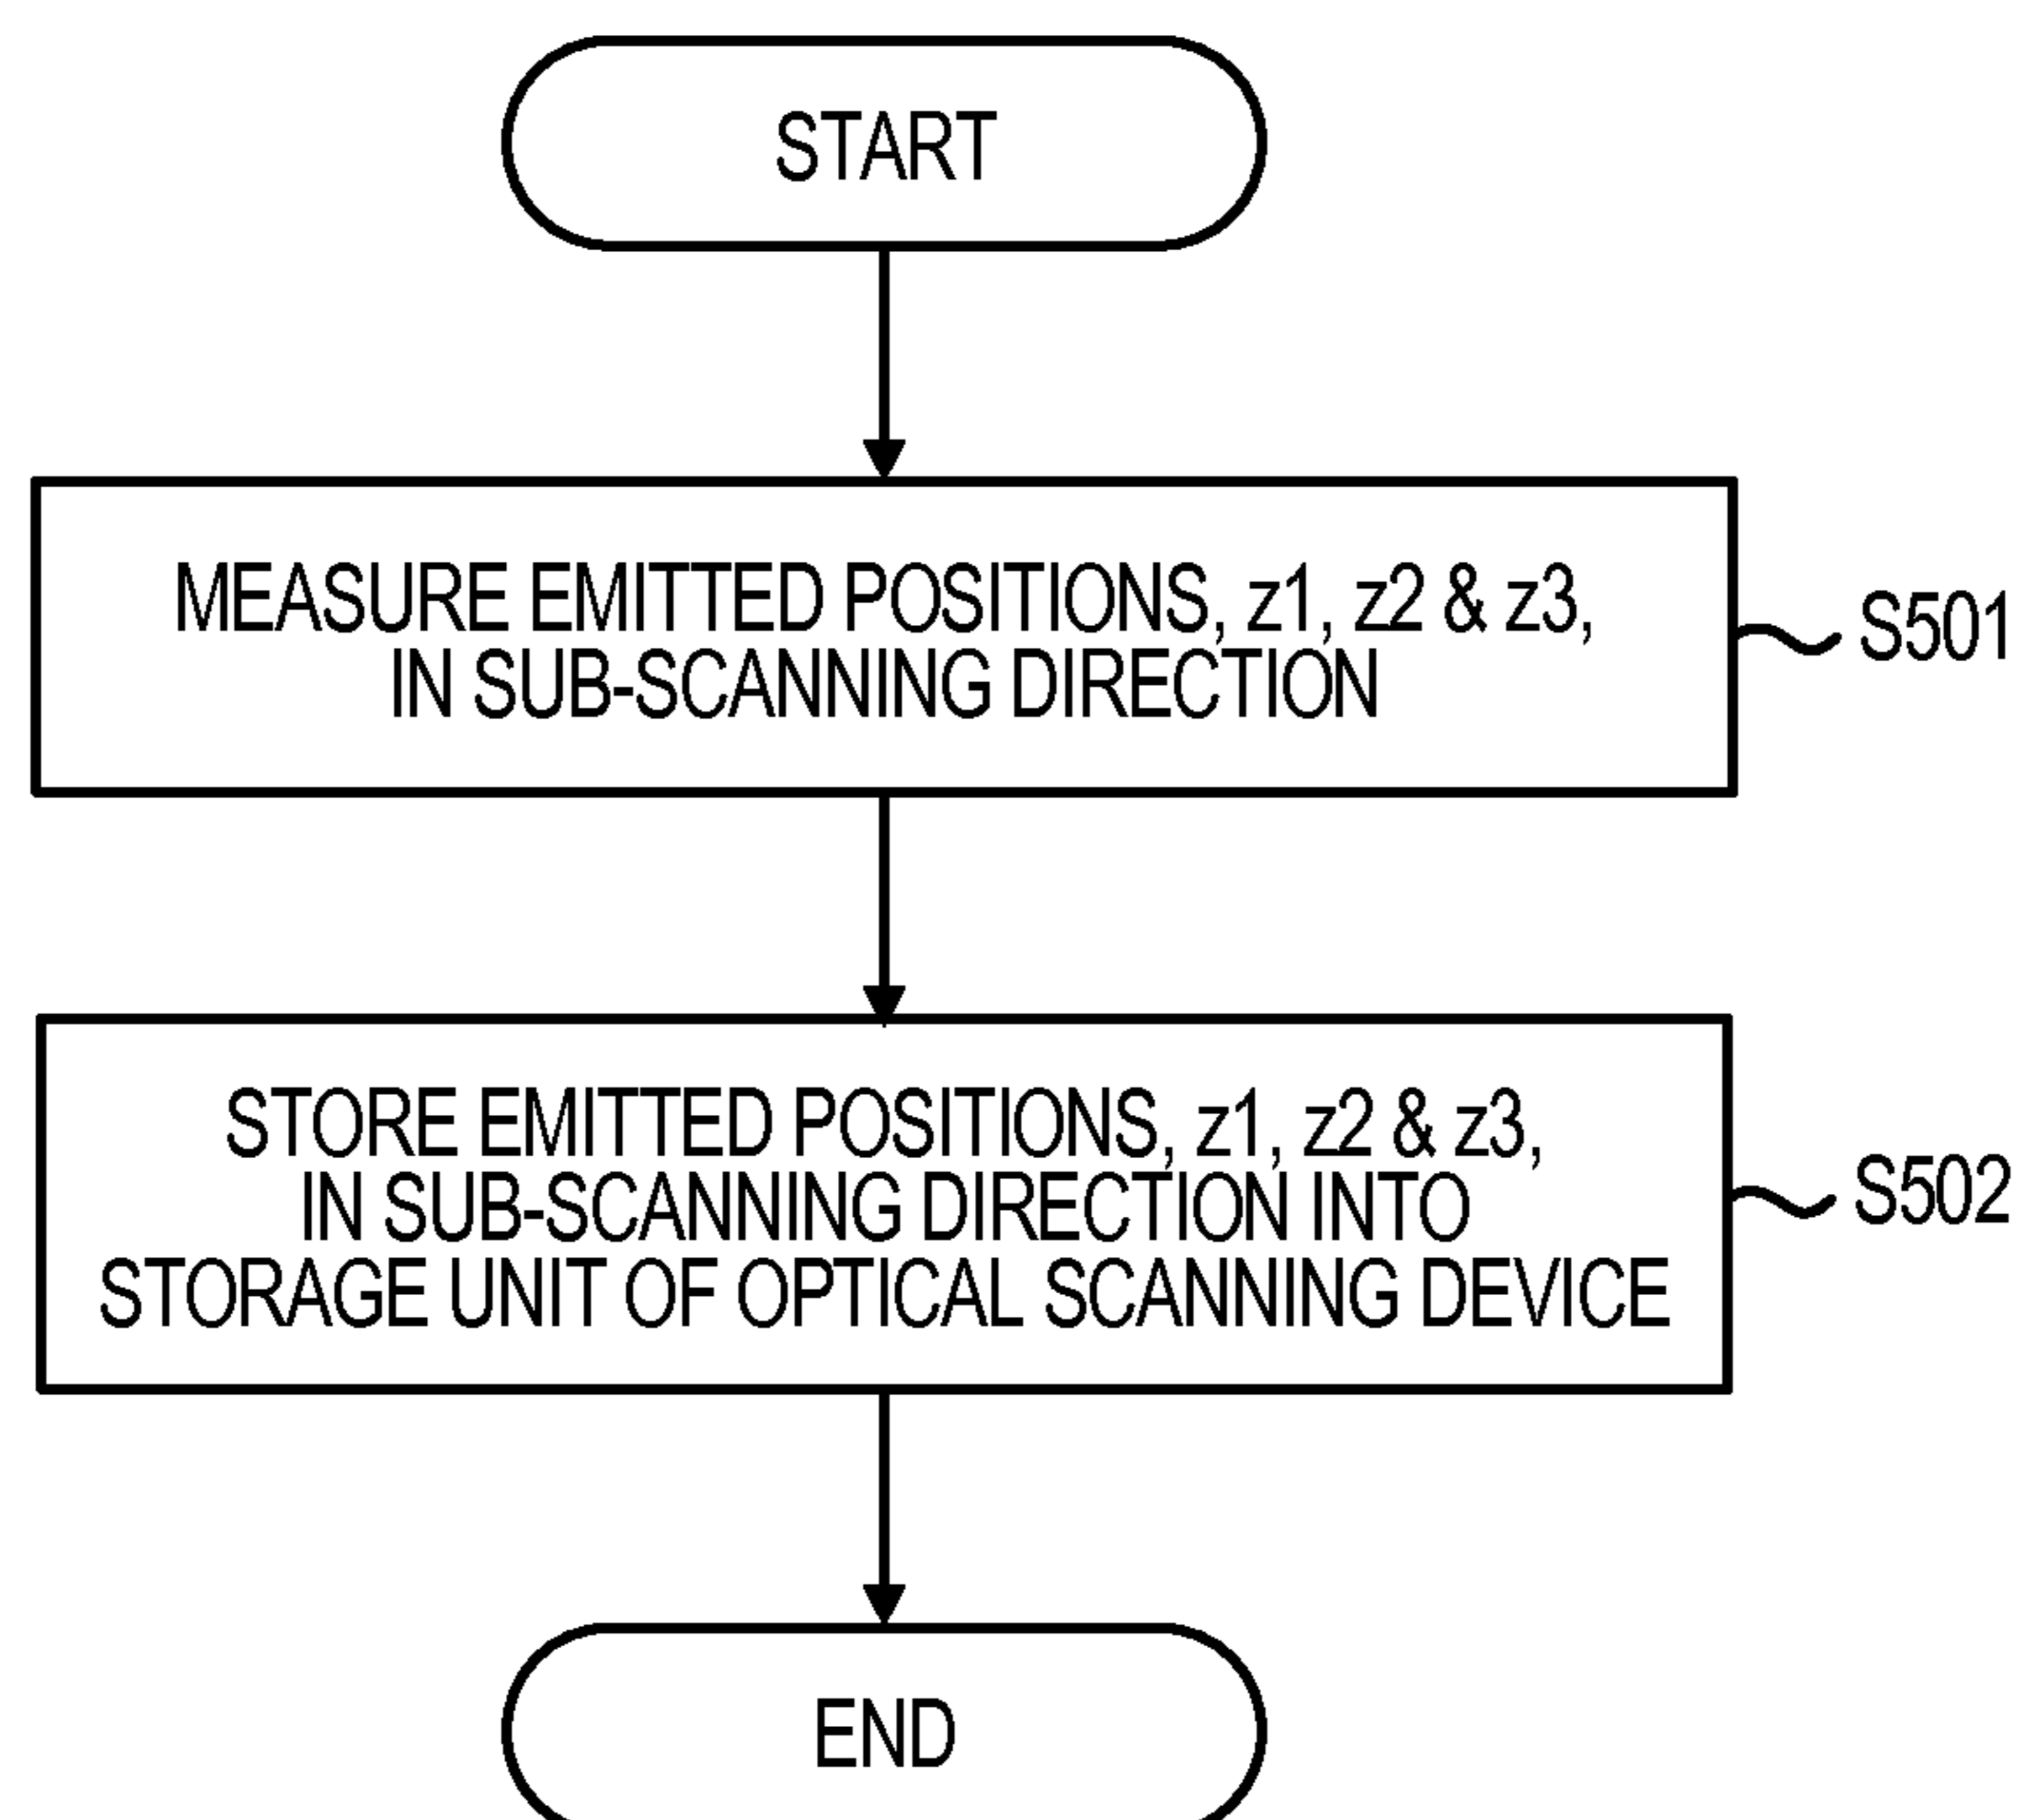 START
MEASURE EMITTED POSITIONS, z1, z2 & z3,
IN SUB-SCANNING DIRECTION
S501
STORE EMITTED POSITIONS, z1, z2 & z3,
IN SUB-SCANNING DIRECTION INTO
STORAGE UNIT OF OPTICAL SCANNING DEVICE
S502
END